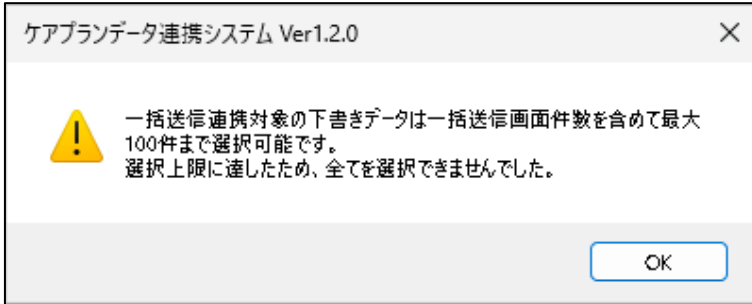 ケアプランデータ連携システム Ver1.2.0
一括送信連携対象の下書きデータは一括送信画面件数を含めて最大
100件まで選択可能です。
選択上限に達したため、全てを選択できませんでした。
OK